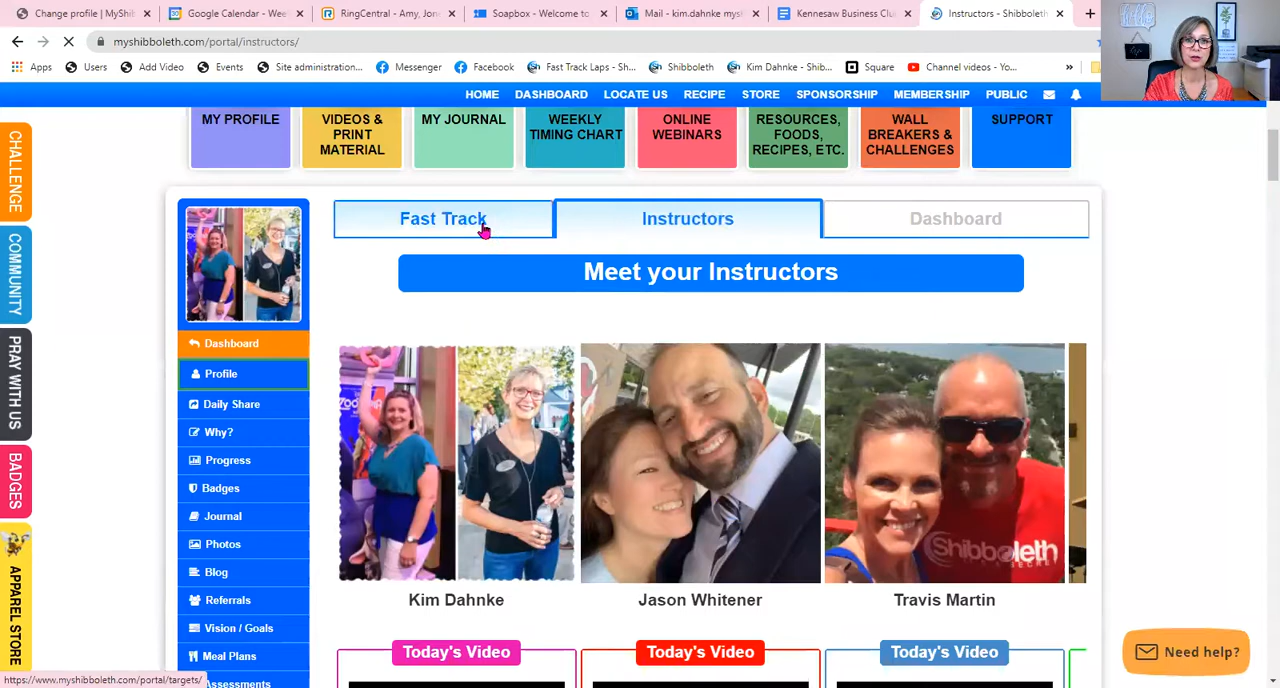 Change profile | MyShib
Google Calendar - Wee
RingCentral - Amy, Jon
Soapbox - Welcome to
Mail - kim.dahnke mys
Kennesaw Business Clu
Instructors - Shibboleth
myshibboleth.com/portal/instructors/
Apps
Users
Add Video
Events
Site administration...
Messenger
Facebook
Fast Track Laps - Sh...
Shibboleth
Kim Dahnke - Shib...
Square
Channel videos - Yo...
»
HOME
DASHBOARD
LOCATE US
RECIPE
STORE
SPONSORSHIP
MEMBERSHIP
PUBLIC
MY PROFILE
VIDEOS &
PRINT
MATERIAL
MY JOURNAL
WEEKLY
TIMING CHART
ONLINE
WEBINARS
RESOURCES,
FOODS,
RECIPES, ETC.
WALL
BREAKERS &
CHALLENGES
SUPPORT
CHALLENGE
COMMUNITY
PRAY WITH US
BADGES
APPAREL STORE
Fast Track
Instructors
Dashboard
Meet your Instructors
Dashboard
Profile
Daily Share
Why?
Progress
Badges
Journal
Photos
Blog
Referrals
Vision / Goals
Meal Plans
Assessments
Shibboleth
Kim Dahnke
Jason Whitener
Travis Martin
Today's Video
Today's Video
Today's Video
Need help?
https://www.myshibboleth.com/portal/targets/